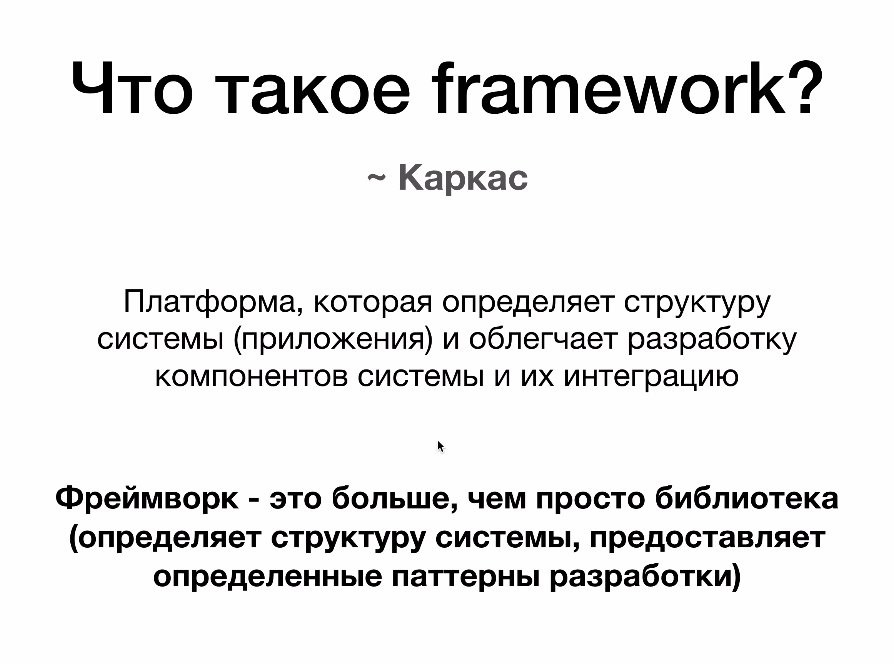 Что такое framework?
~ Каркас
Платформа, которая определяет структуру
системы (приложения) и облегчает разработку
компонентов системы и их интеграцию
Фреймворк - это больше, чем просто библиотека
(определяет структуру системы, предоставляет
определенные паттерны разработки)